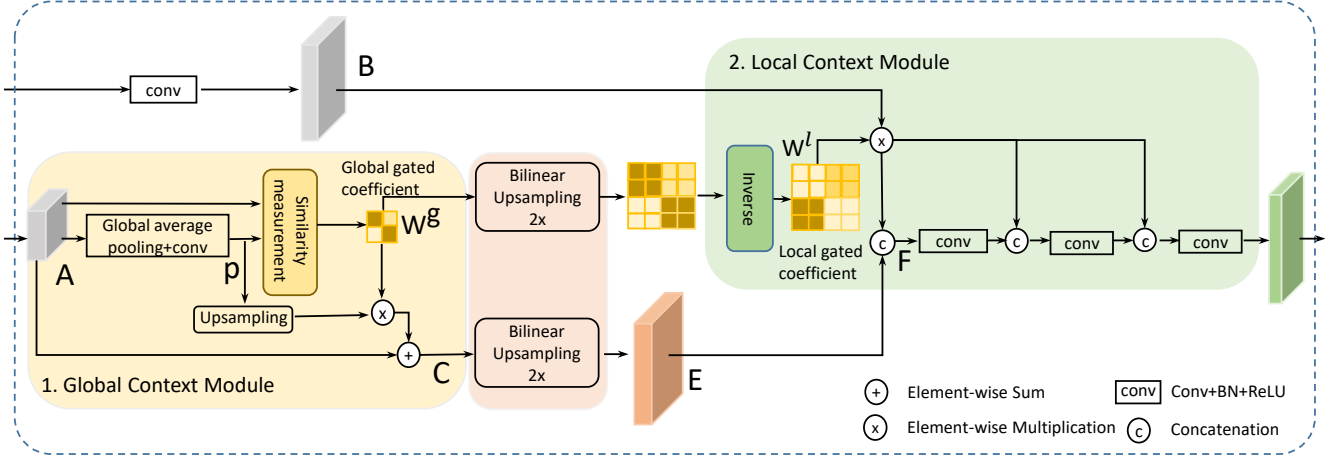 B
conv
2. Local Context Module
Global gated
coefficient
W^g
Similarity
measurement
Global average
pooling+conv
A
p
Upsampling
x
+
C
1. Global Context Module
Bilinear
Upsampling
2x
Bilinear
Upsampling
2x
E
Inverse
W^l
Local gated
coefficient
x
c
F
conv
c
conv
c
conv
+ Element-wise Sum
conv Conv+BN+ReLU
x Element-wise Multiplication
c Concatenation